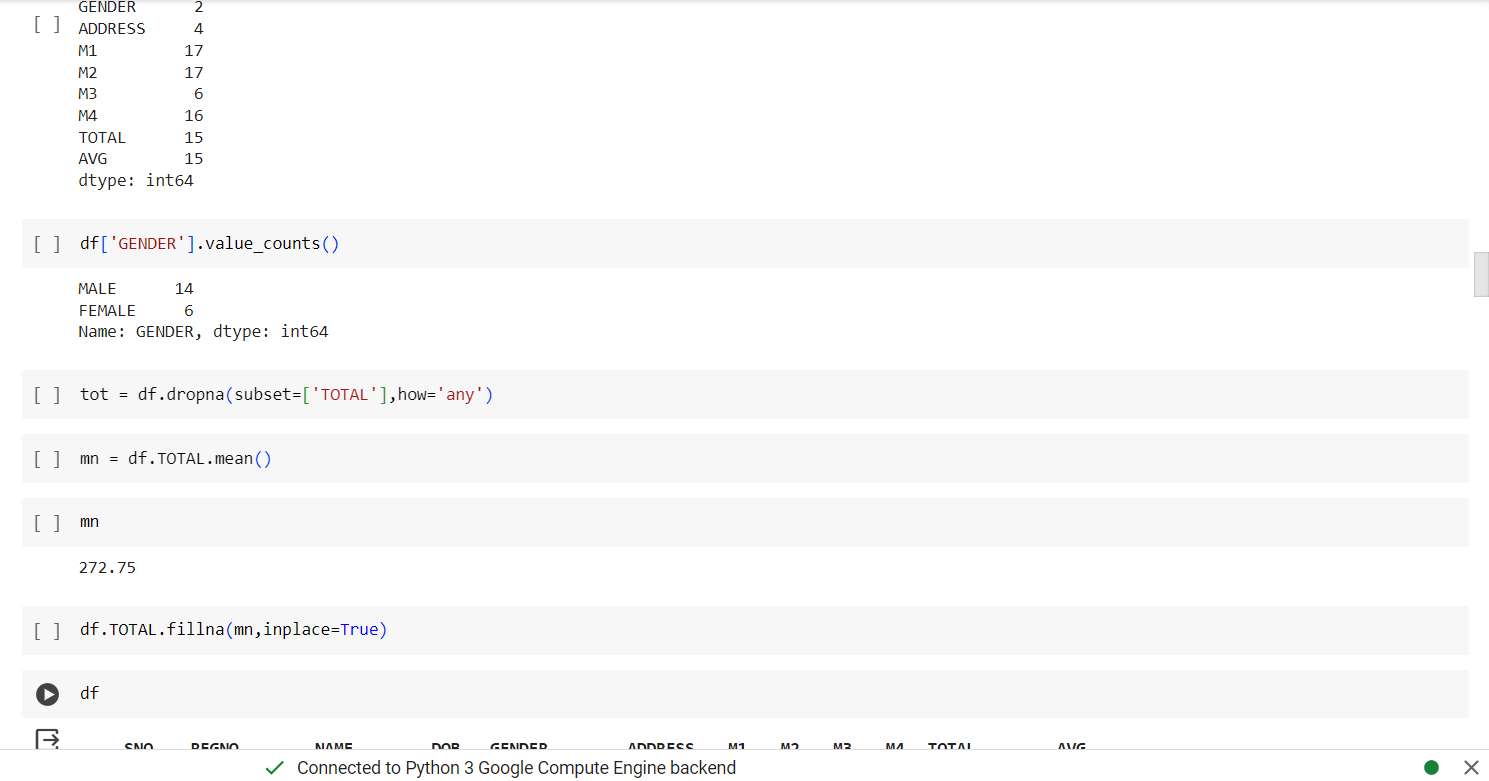 GENDER 2
[ ] ADDRESS 4
M1 17
M2 17
M3 6
M4 16
TOTAL 15
AVG 15
dtype: int64
[ ] df['GENDER'].value_counts()
MALE 14
FEMALE 6
Name: GENDER, dtype: int64
[ ] tot = df.dropna(subset=['TOTAL'],how='any')
[ ] mn = df.TOTAL.mean()
[ ] mn
272.75
[ ] df.TOTAL.fillna(mn,inplace=True)
df
SNO REGNO NAME DOB GENDER ADDRESS M1 M2 M3 M4 TOTAL AVG
Connected to Python 3 Google Compute Engine backend